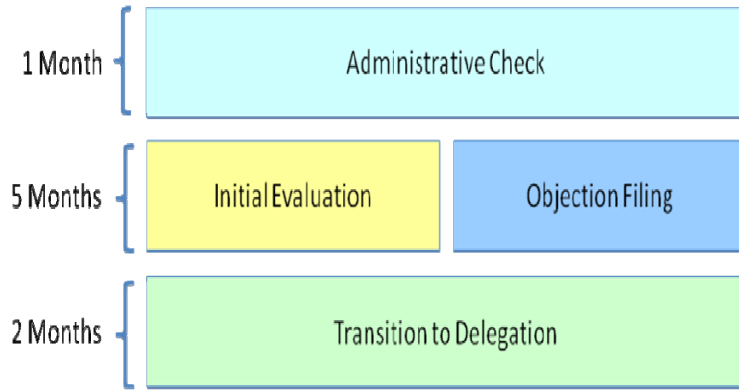 1 Month
Administrative Check
5 Months
Initial Evaluation
Objection Filing
2 Months
Transition to Delegation